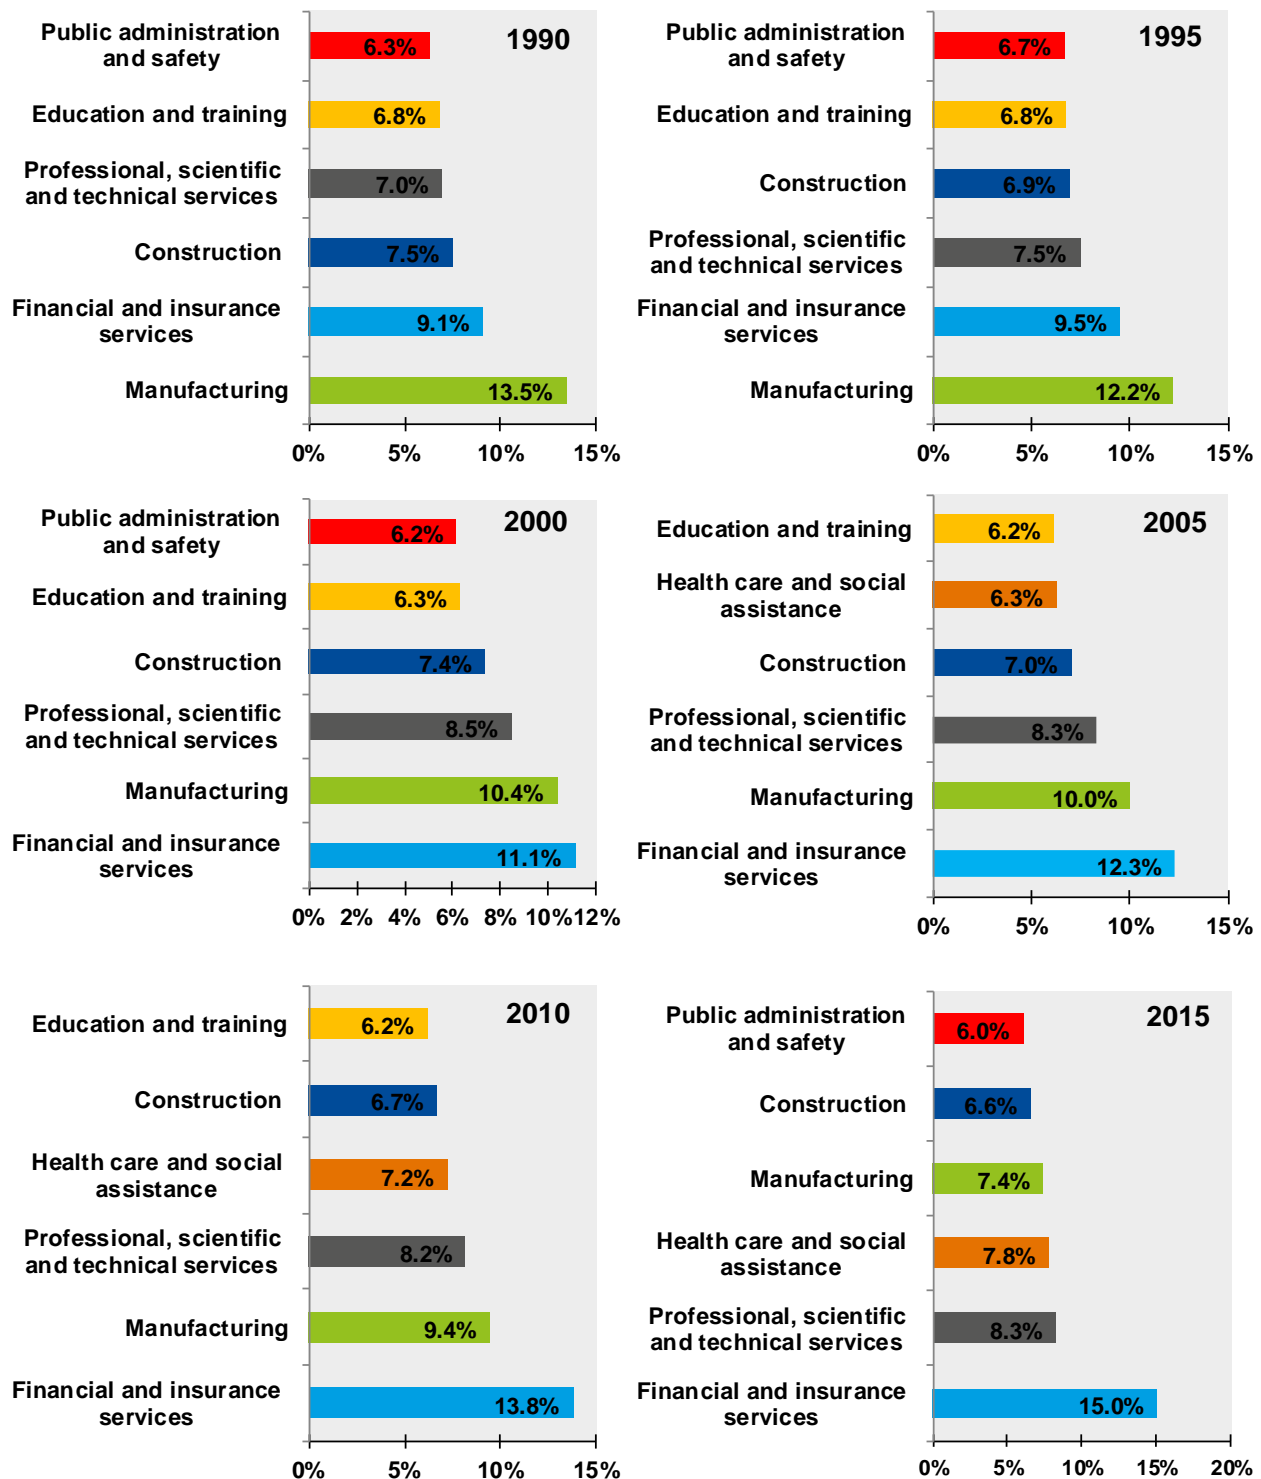 1990
Public administration
and safety
6.3%
Education and training
6.8%
Professional, scientific
and technical services
7.0%
Construction
7.5%
Financial and insurance
services
9.1%
Manufacturing
13.5%
0% 5% 10% 15%
1995
Public administration
and safety
6.7%
Education and training
6.8%
Construction
6.9%
Professional, scientific
and technical services
7.5%
Financial and insurance
services
9.5%
Manufacturing
12.2%
0% 5% 10% 15%
2000
Public administration
and safety
6.2%
Education and training
6.3%
Construction
7.4%
Professional, scientific
and technical services
8.5%
Manufacturing
10.4%
Financial and insurance
services
11.1%
0% 2% 4% 6% 8% 10% 12%
2005
Education and training
6.2%
Health care and social
assistance
6.3%
Construction
7.0%
Professional, scientific
and technical services
8.3%
Manufacturing
10.0%
Financial and insurance
services
12.3%
0% 5% 10% 15%
2010
Education and training
6.2%
Construction
6.7%
Health care and social
assistance
7.2%
Professional, scientific
and technical services
8.2%
Manufacturing
9.4%
Financial and insurance
services
13.8%
0% 5% 10% 15%
2015
Public administration
and safety
6.0%
Construction
6.6%
Manufacturing
7.4%
Health care and social
assistance
7.8%
Professional, scientific
and technical services
8.3%
Financial and insurance
services
15.0%
0% 5% 10% 15% 20%